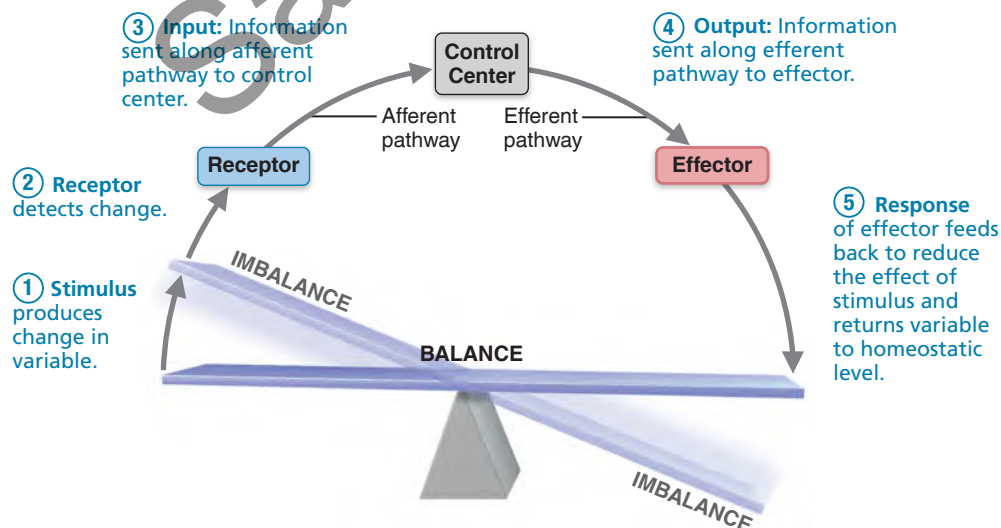 ③ Input: Information
sent along afferent
pathway to control
center.
④ Output: Information
sent along efferent
pathway to effector.
Control
Center
Afferent
pathway
Efferent
pathway
Receptor
Effector
② Receptor
detects change.
① Stimulus
produces
change in
variable.
⑤ Response
of effector feeds
back to reduce
the effect of
stimulus and
returns variable
to homeostatic
level.
IMBALANCE
BALANCE
IMBALANCE